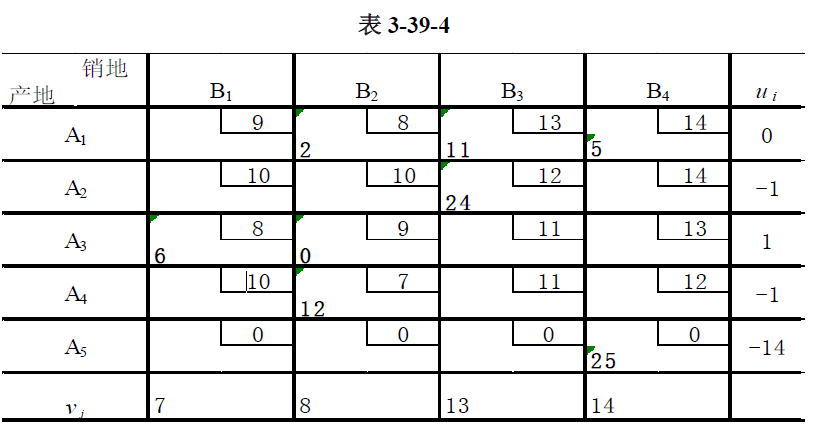 表 3-39-4
销地
产地 B1 B2 B3 B4 ui
A1 9 2 8 11 13 5 14 0
A2 10 10 24 12 14 -1
A3 6 8 0 9 11 13 1
A4 10 12 7 11 12 -1
A5 0 0 0 25 0 -14
vj 7 8 13 14